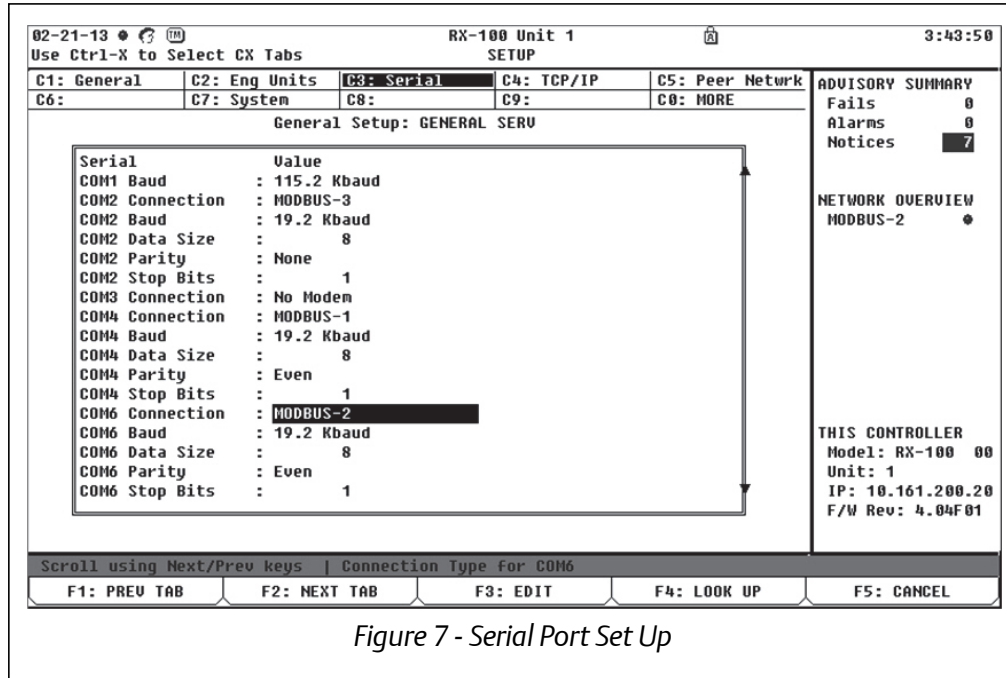 02-21-13 RX-100 Unit 1 3:43:50
Use Ctrl-X to Select CX Tabs SETUP
C1: General C2: Eng Units C3: Serial C4: TCP/IP C5: Peer Netwrk
C6: C7: System C8: C9: C0: MORE
General Setup: GENERAL SERV
Serial Value
COM1 Baud : 115.2 Kbaud
COM2 Connection : MODBUS-3
COM2 Baud : 19.2 Kbaud
COM2 Data Size : 8
COM2 Parity : None
COM2 Stop Bits : 1
COM3 Connection : No Modem
COM4 Connection : MODBUS-1
COM4 Baud : 19.2 Kbaud
COM4 Data Size : 8
COM4 Parity : Even
COM4 Stop Bits : 1
COM6 Connection : MODBUS-2
COM6 Baud : 19.2 Kbaud
COM6 Data Size : 8
COM6 Parity : Even
COM6 Stop Bits : 1
ADVISORY SUMMARY
Fails 0
Alarms 0
Notices 7
NETWORK OVERVIEW
MODBUS-2
THIS CONTROLLER
Model: RX-100 00
Unit: 1
IP: 10.161.200.20
F/W Rev: 4.04F01
Scroll using Next/Prev keys | Connection Type for COM6
F1: PREV TAB F2: NEXT TAB F3: EDIT F4: LOOK UP F5: CANCEL
Figure 7 - Serial Port Set Up